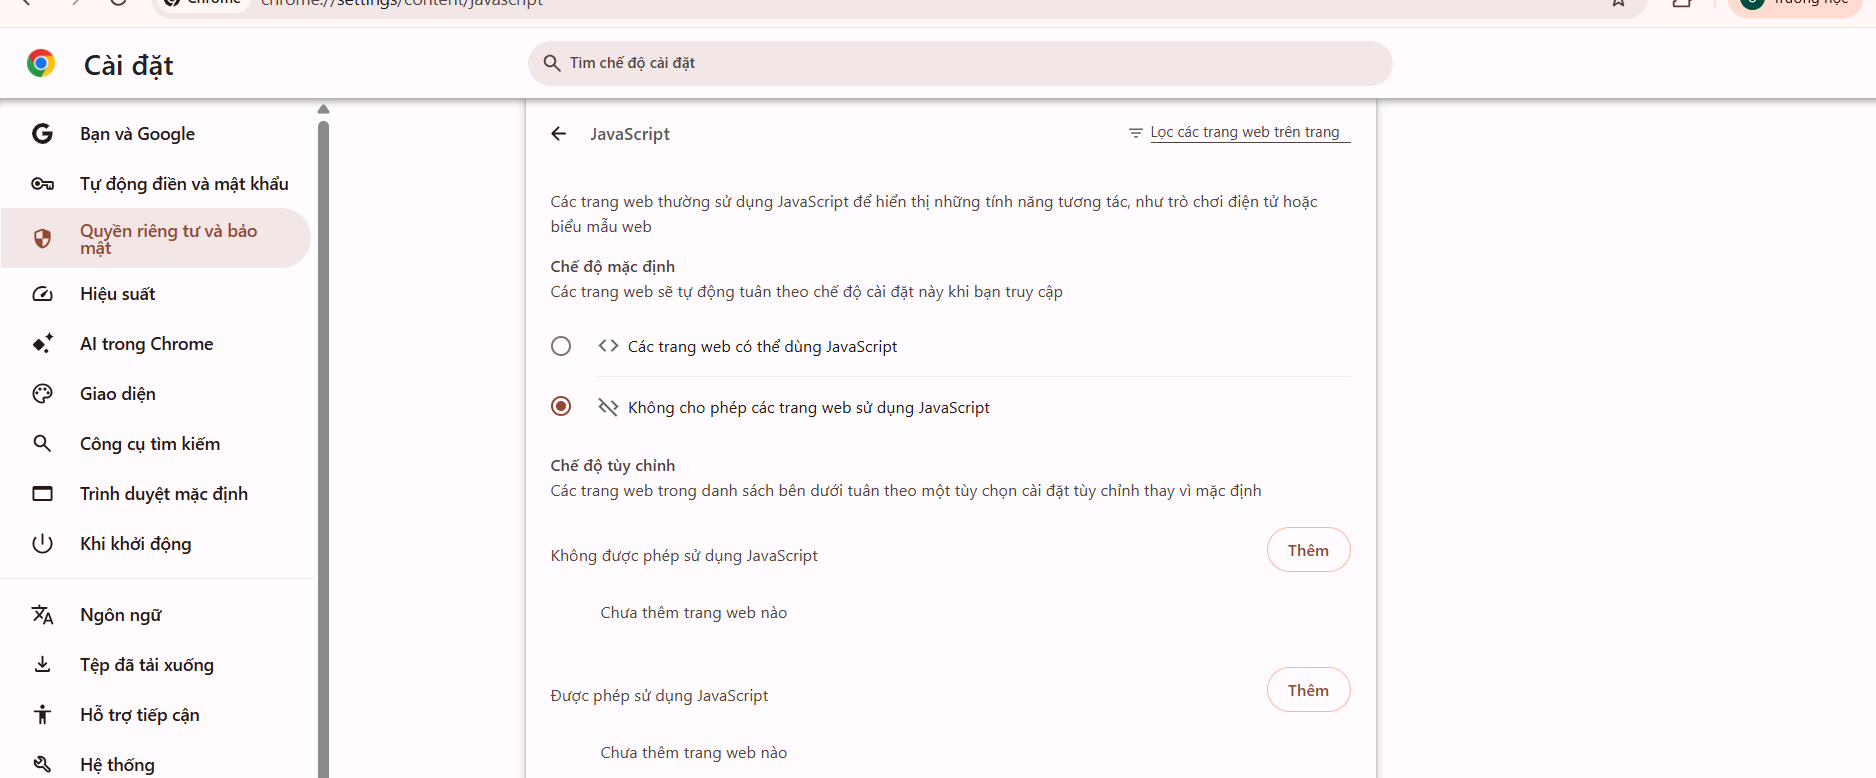 Chrome
chrome://settings/content/javascript
Trường học
Cài đặt
Tìm chế độ cài đặt
Bạn và Google
Tự động điền và mật khẩu
Quyền riêng tư và bảo
mật
Hiệu suất
AI trong Chrome
Giao diện
Công cụ tìm kiếm
Trình duyệt mặc định
Khi khởi động
Ngôn ngữ
Tệp đã tải xuống
Hỗ trợ tiếp cận
Hệ thống
JavaScript
Lọc các trang web trên trang
Các trang web thường sử dụng JavaScript để hiển thị những tính năng tương tác, như trò chơi điện tử hoặc
biểu mẫu web
Chế độ mặc định
Các trang web sẽ tự động tuân theo chế độ cài đặt này khi bạn truy cập
Các trang web có thể dùng JavaScript
Không cho phép các trang web sử dụng JavaScript
Chế độ tùy chỉnh
Các trang web trong danh sách bên dưới tuân theo một tùy chọn cài đặt tùy chỉnh thay vì mặc định
Không được phép sử dụng JavaScript
Thêm
Chưa thêm trang web nào
Được phép sử dụng JavaScript
Thêm
Chưa thêm trang web nào